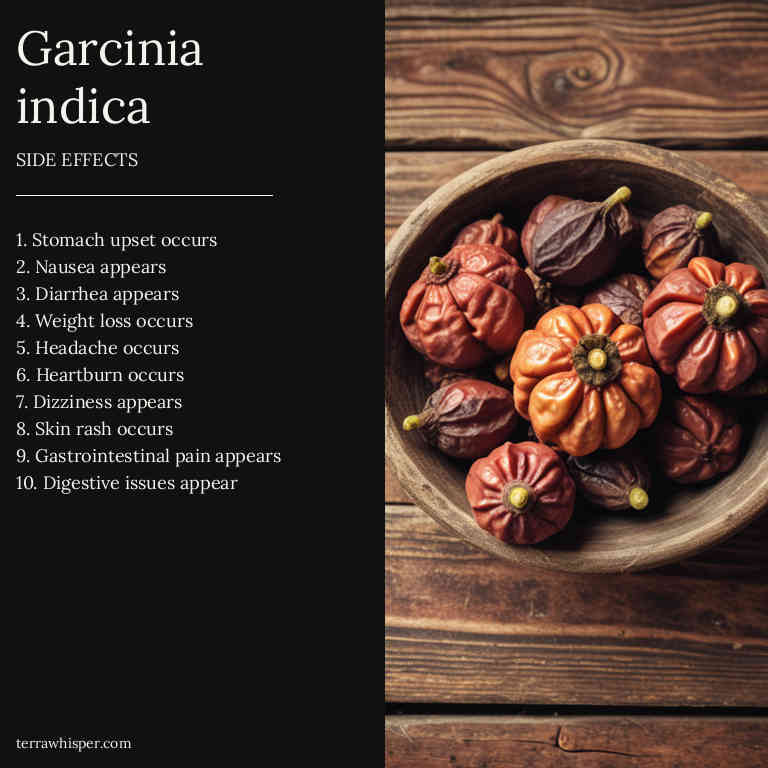 Garcinia
indica
SIDE EFFECTS
1. Stomach upset occurs
2. Nausea appears
3. Diarrhea appears
4. Weight loss occurs
5. Headache occurs
6. Heartburn occurs
7. Dizziness appears
8. Skin rash occurs
9. Gastrointestinal pain appears
10. Digestive issues appear
terrawhisper.com